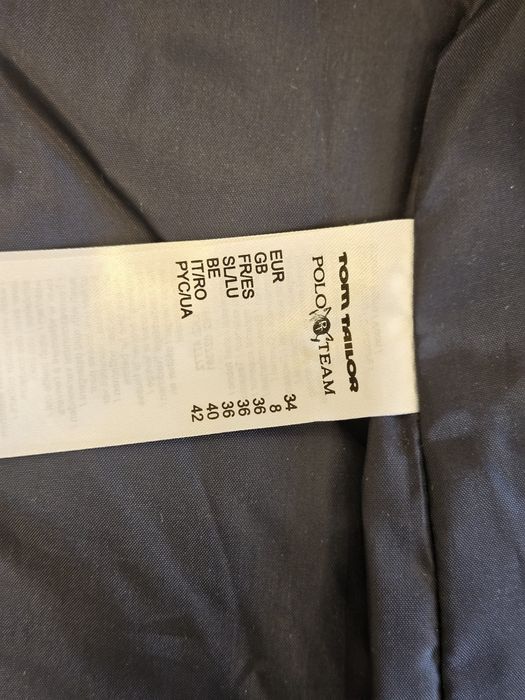 TOM TAILOR
POLO TEAM
EUR 34
GB 8
FR/ES 36
SL/LU 36
BE 36
IT/RO 40
PYC/UA 42